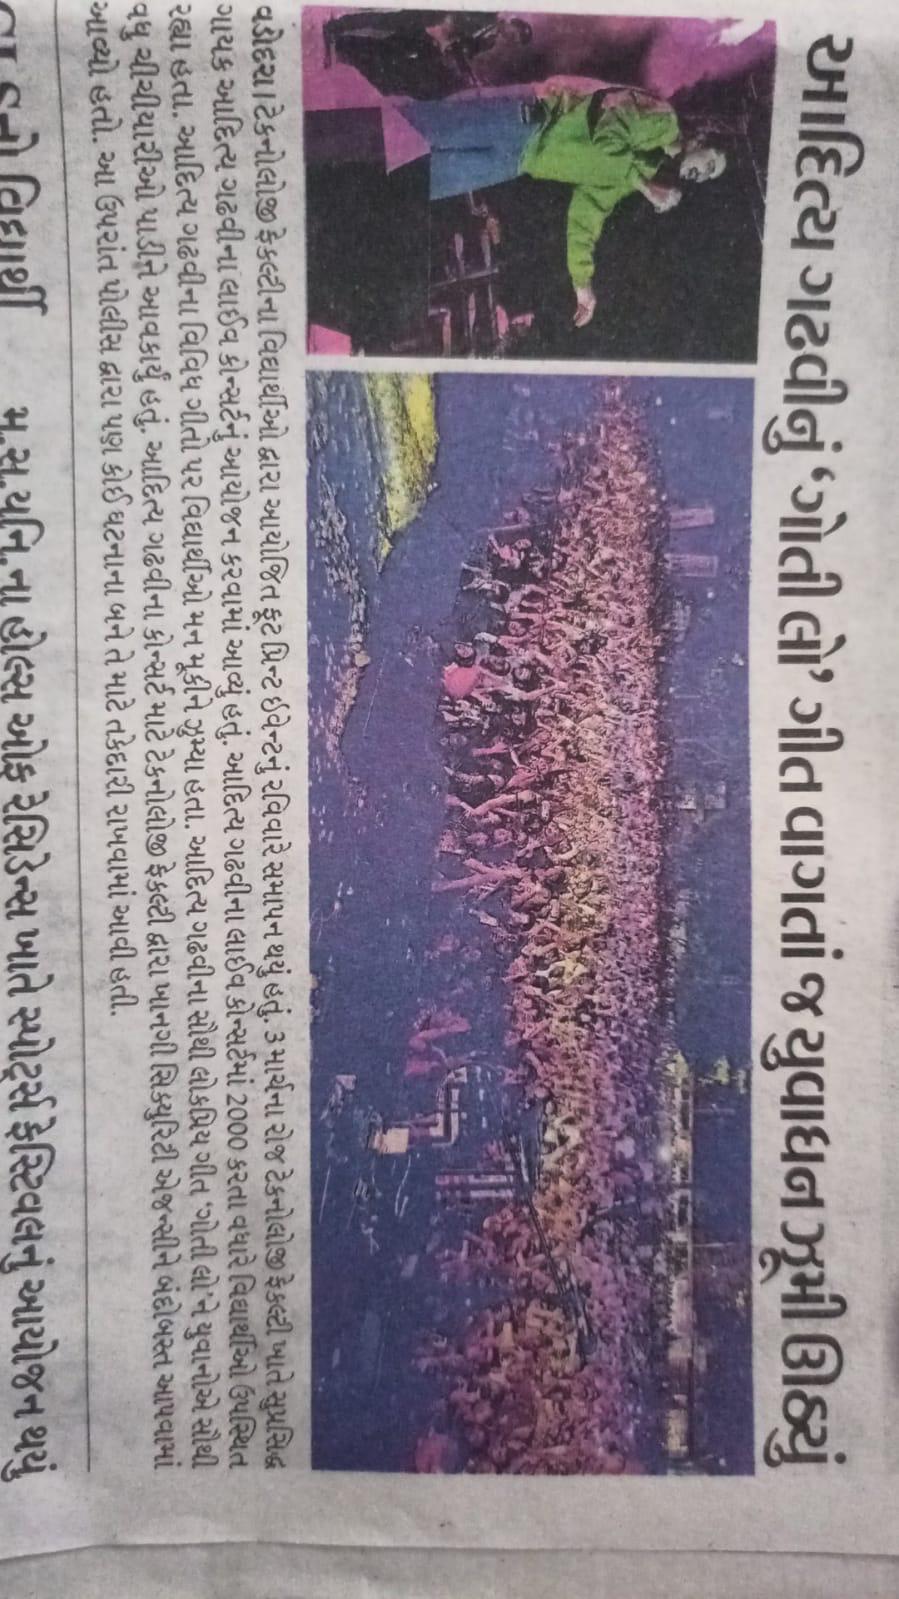 આદિત્ય ગઢવીનું ‘ગોતી લો’ ગીત વાગતાં જ યુવાધન ઝૂમી ઊઠ્યું
વડોદરા । ટેકનોલોજી ફેકલ્ટીના વિદ્યાર્થીઓ દ્વારા આયોજિત ફૂટ પ્રિન્ટ ઇવેન્ટનું રવિવારે સમાપન થયું હતું. ૩ માર્ચના રોજ ટેકનોલોજી ફેકલ્ટી ખાતે સુપ્રસિદ્ધ
ગાયક આદિત્ય ગઢવીના લાઈવ કોન્સર્ટનું આયોજન કરવામાં આવ્યું હતું. આદિત્ય ગઢવીના લાઈવ કોન્સર્ટમાં 2000 કરતા વધારે વિદ્યાર્થીઓ ઉપસ્થિત
રહ્યા હતા. આદિત્ય ગઢવીના વિવિધ ગીતો પર વિદ્યાર્થીઓ મન મૂકીને ઝુમ્યા હતા. આદિત્ય ગઢવીના સૌથી લોકપ્રિય ગીત ‘ગોતી લો’ને યુવાનોએ સૌથી
વધુ ચીચીયારીઓ પાડીને આવકાર્યું હતું. આદિત્ય ગઢવીના કોન્સર્ટ માટે ટેકનોલોજી ફેકલ્ટી દ્વારા ખાનગી સિક્યુરિટી એજન્સીને બંદોબસ્ત આપવામાં
આવ્યો હતો. આ ઉપરાંત પોલીસ દ્વારા પણ કોઈ ઘટનાના બને તે માટે તકેદારી રાખવામાં આવી હતી.
GLSનો વિદ્યાર્થી
મ.સ.યુનિ.ના હોલ્સ ઓફ રેસિડેન્સ ખાતે સ્પોર્ટ્સ ફેસ્ટિવલનું આયોજન થયું